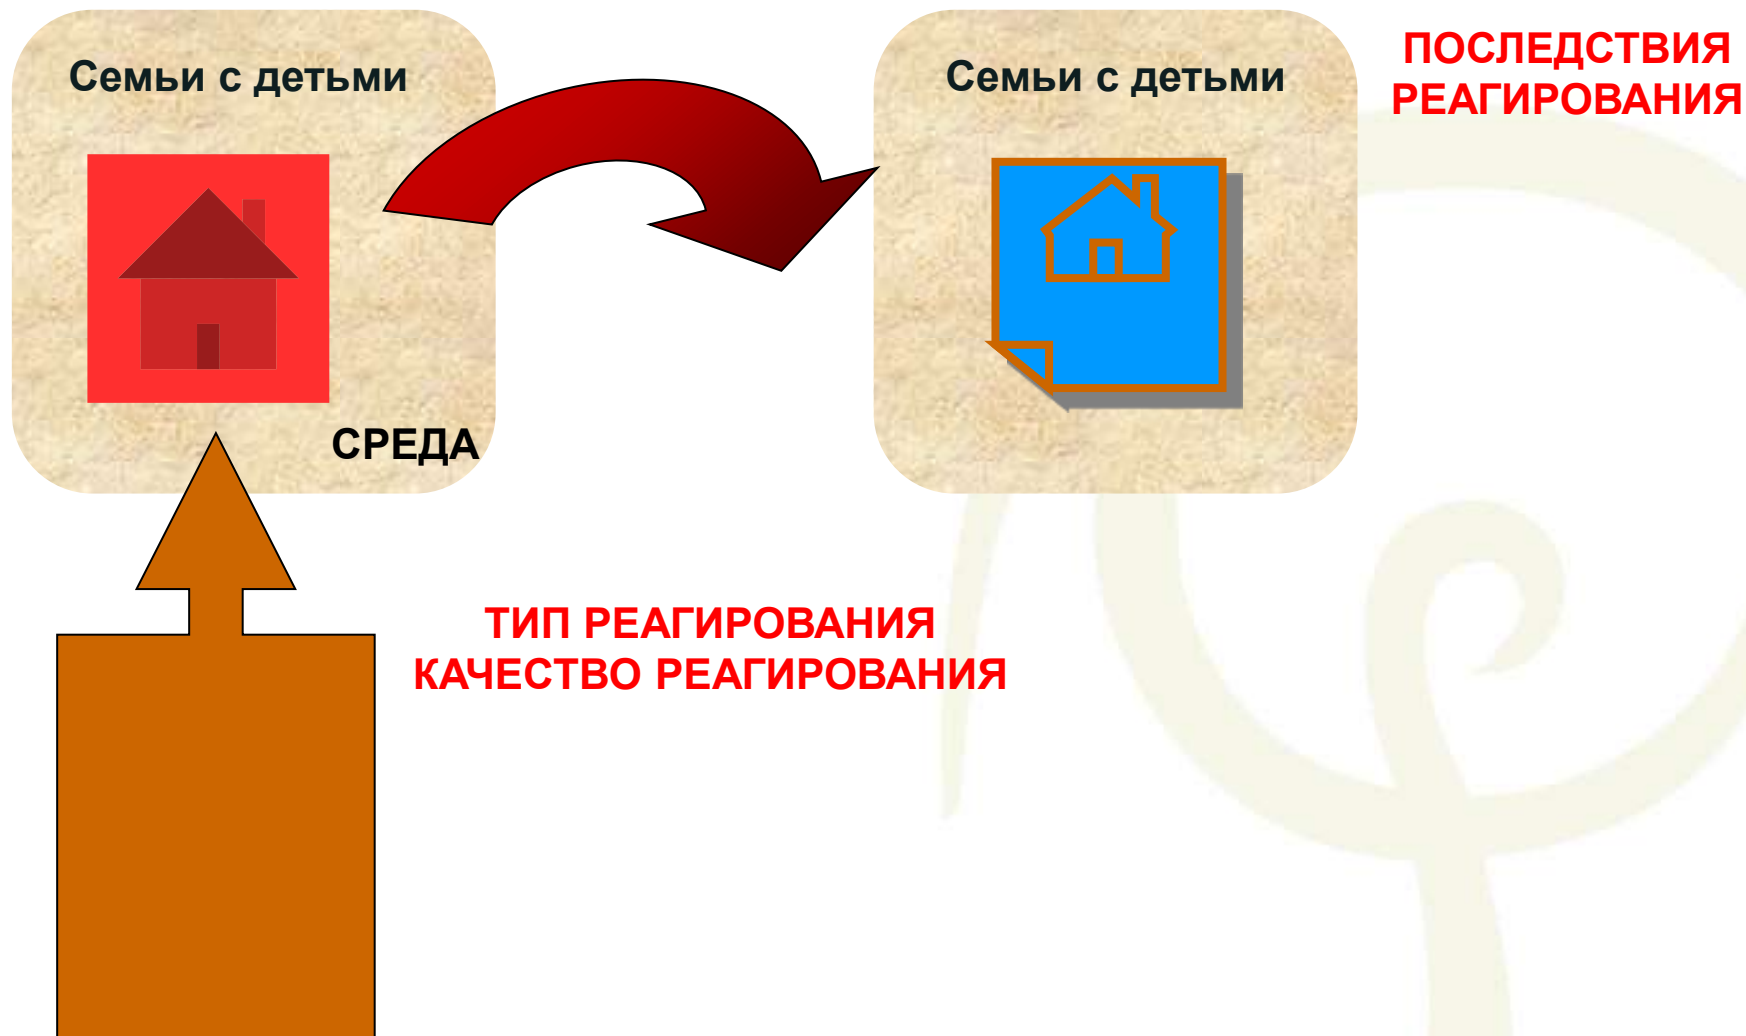 Семьи с детьми
СРЕДА
Семьи с детьми
ПОСЛЕДСТВИЯ
РЕАГИРОВАНИЯ
ТИП РЕАГИРОВАНИЯ
КАЧЕСТВО РЕАГИРОВАНИЯ